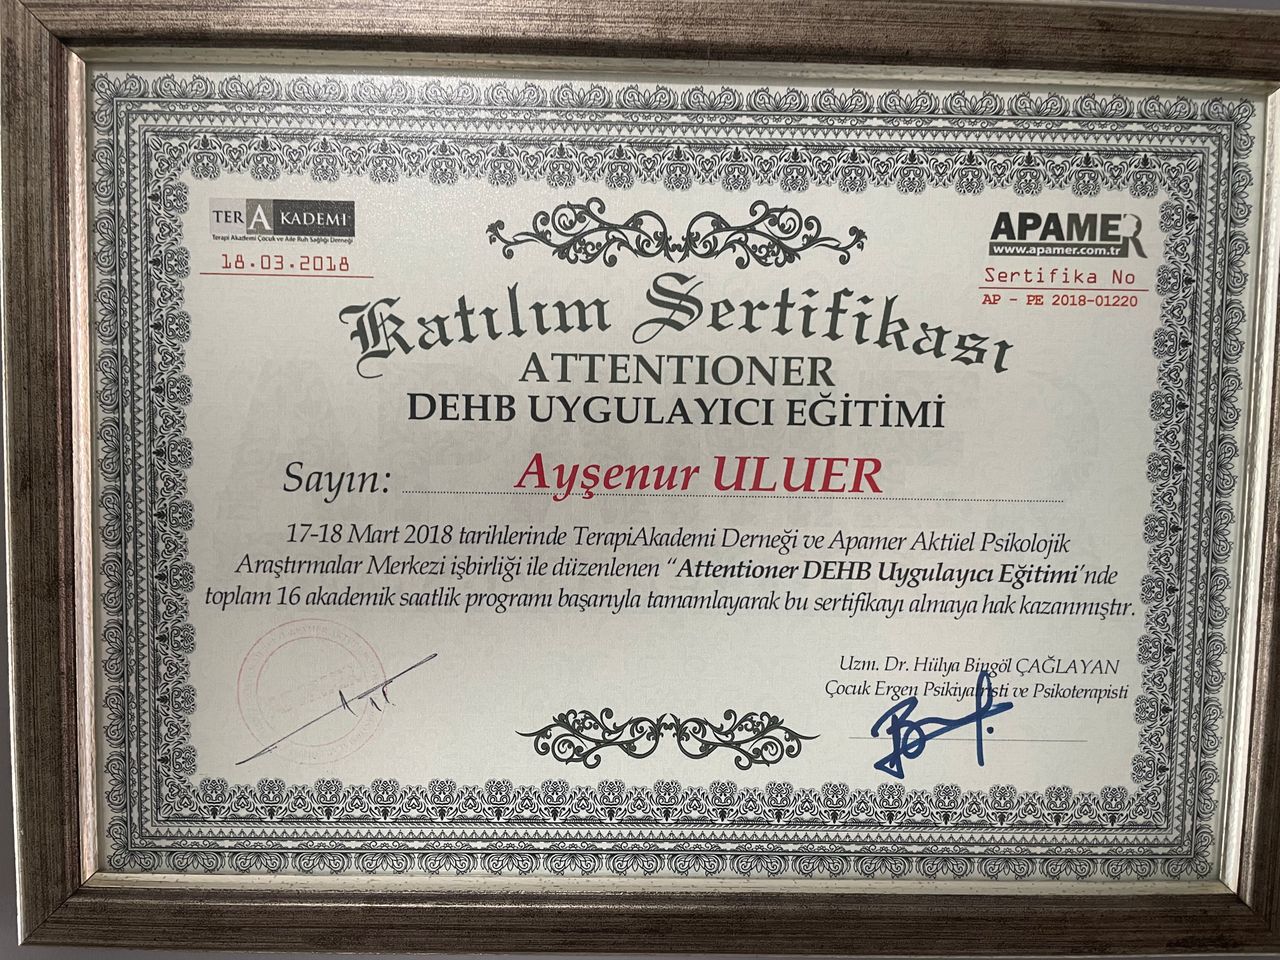 TERAKADEMİ
Terapi Akademi Çocuk ve Aile Ruh Sağlığı Derneği
18.03.2018
APAMER
www.apamer.com.tr
Sertifika No
AP - PE 2018-01220
Katılım Sertifikası
ATTENTIONER
DEHB UYGULAYICI EĞİTİMİ
Sayın: Ayşenur ULUER
17-18 Mart 2018 tarihlerinde TerapiAkademi Derneği ve Apamer Aktüel Psikolojik
Araştırmalar Merkezi işbirliği ile düzenlenen “Attentioner DEHB Uygulayıcı Eğitimi’nde
toplam 16 akademik saatlik programı başarıyla tamamlayarak bu sertifikayı almaya hak kazanmıştır.
Uzm. Dr. Hülya Bingöl ÇAĞLAYAN
Çocuk Ergen Psikiyatristi ve Psikoterapisti